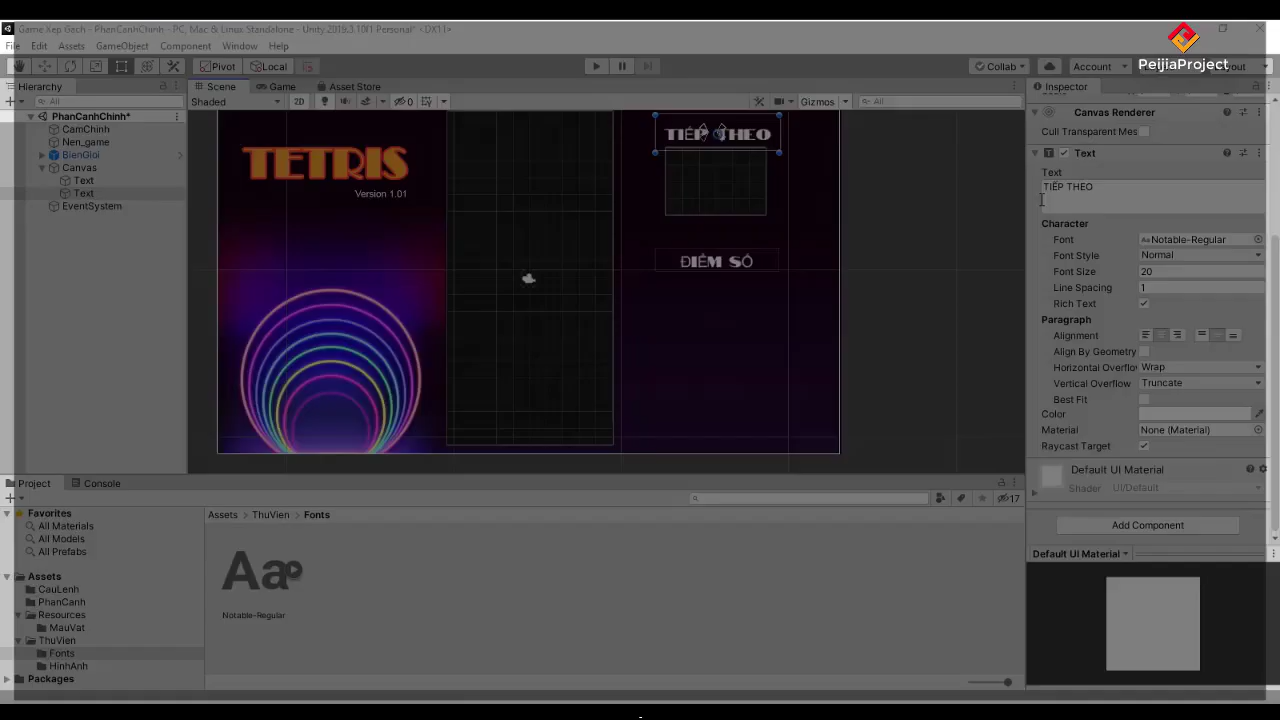 Game Xep Gach - PhanCanhChinh - PC, Mac & Linux Standalone - Unity 2019.3.10f1 Personal* <DX11>
PeijiaProject
File Edit Assets GameObject Component Window Help
Pivot Local Collab Account Layout
Hierarchy
All
PhanCanhChinh*
CamChinh
Nen_game
BienGioi
Canvas
Text
Text
EventSystem
Scene Game Asset Store
Shaded 2D 0 Gizmos All
TETRIS
Version 1.01
TIẾP THEO
ĐIỂM SỐ
Inspector
Canvas Renderer
Cull Transparent Mes
Text
Text
TIẾP THEO
Character
Font Notable-Regular
Font Style Normal
Font Size 20
Line Spacing 1
Rich Text
Paragraph
Alignment
Align By Geometry
Horizontal Overflo Wrap
Vertical Overflow Truncate
Best Fit
Color
Material None (Material)
Raycast Target
Default UI Material
Shader UI/Default
Add Component
Default UI Material
Project Console
17
Favorites
All Materials
All Models
All Prefabs
Assets
CauLenh
PhanCanh
Resources
MauVat
ThuVien
Fonts
HinhAnh
Packages
Assets > ThuVien > Fonts
Aa
Notable-Regular